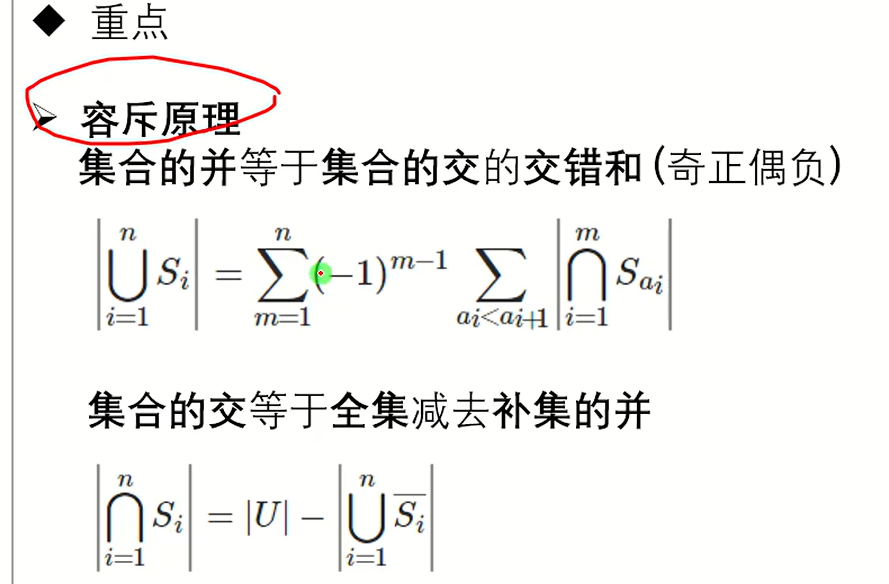 ◆ 重点
➢ 容斥原理
集合的并等于集合的交的交错和(奇正偶负)
$$\left|\bigcup_{i=1}^{n} S_i\right| = \sum_{m=1}^{n} (-1)^{m-1} \sum_{a_i<a_{i+1}} \left|\bigcap_{i=1}^{m} S_{a_i}\right|$$
集合的交等于全集减去补集的并
$$\left|\bigcap_{i=1}^{n} S_i\right| = |U| - \left|\bigcup_{i=1}^{n} \overline{S_i}\right|$$